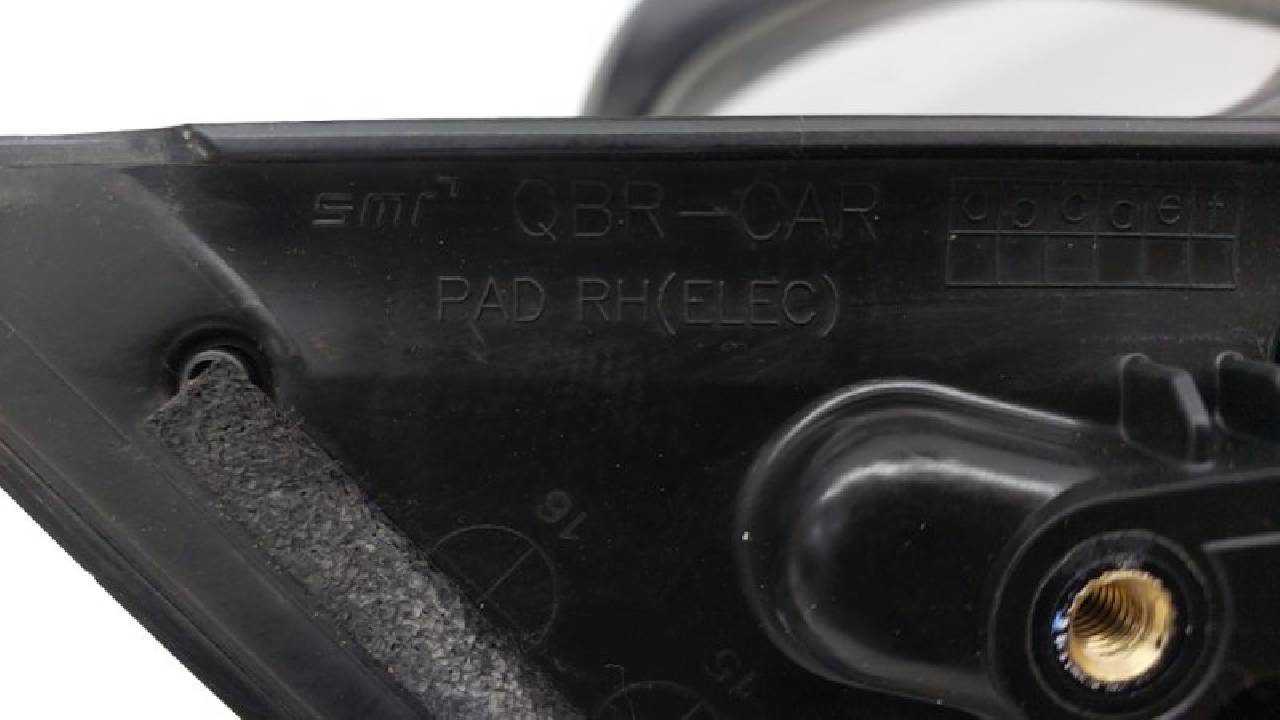 smr QBR-CAR
a b c d e f
PAD RH(ELEC)
16
15